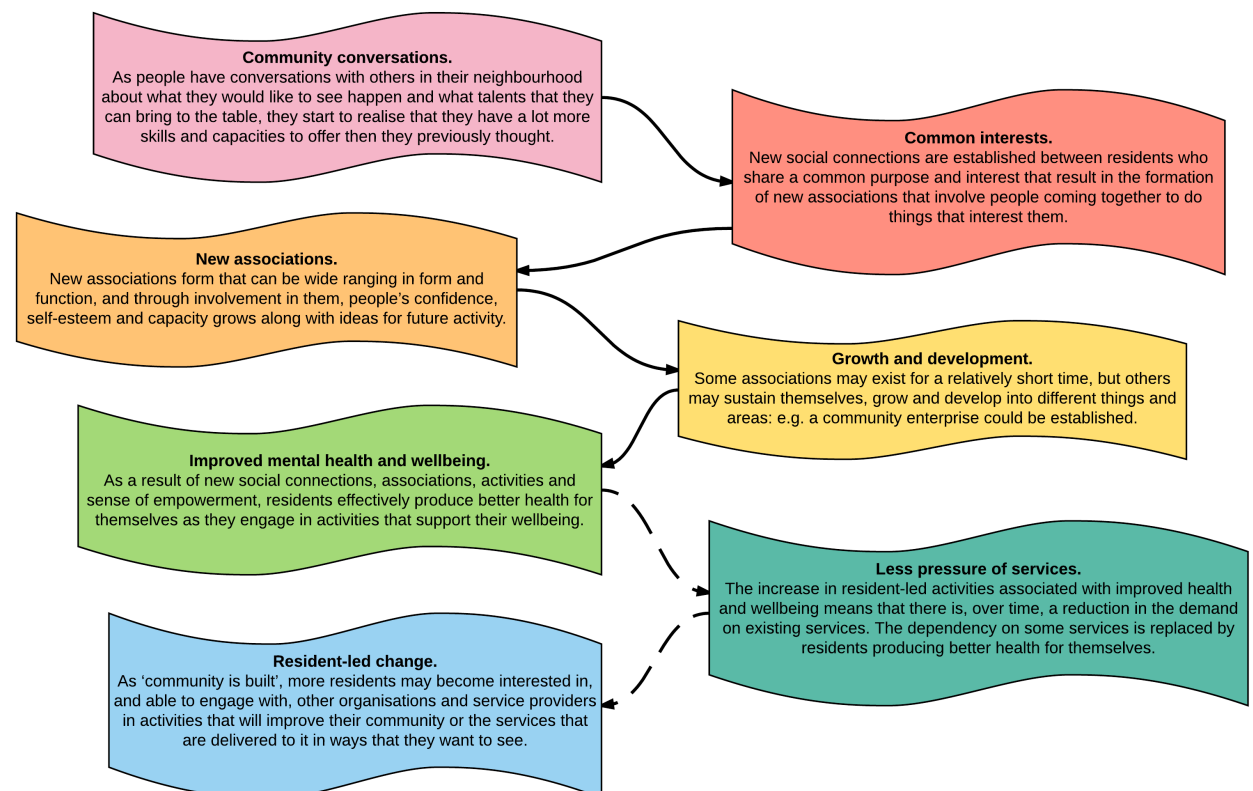 Community conversations.
As people have conversations with others in their neighbourhood
about what they would like to see happen and what talents that they
can bring to the table, they start to realise that they have a lot more
skills and capacities to offer then they previously thought.
Common interests.
New social connections are established between residents who
share a common purpose and interest that result in the formation
of new associations that involve people coming together to do
things that interest them.
New associations.
New associations form that can be wide ranging in form and
function, and through involvement in them, people’s confidence,
self-esteem and capacity grows along with ideas for future activity.
Growth and development.
Some associations may exist for a relatively short time, but others
may sustain themselves, grow and develop into different things and
areas: e.g. a community enterprise could be established.
Improved mental health and wellbeing.
As a result of new social connections, associations, activities and
sense of empowerment, residents effectively produce better health for
themselves as they engage in activities that support their wellbeing.
Less pressure of services.
The increase in resident-led activities associated with improved health
and wellbeing means that there is, over time, a reduction in the demand
on existing services. The dependency on some services is replaced by
residents producing better health for themselves.
Resident-led change.
As ‘community is built’, more residents may become interested in,
and able to engage with, other organisations and service providers
in activities that will improve their community or the services that
are delivered to it in ways that they want to see.